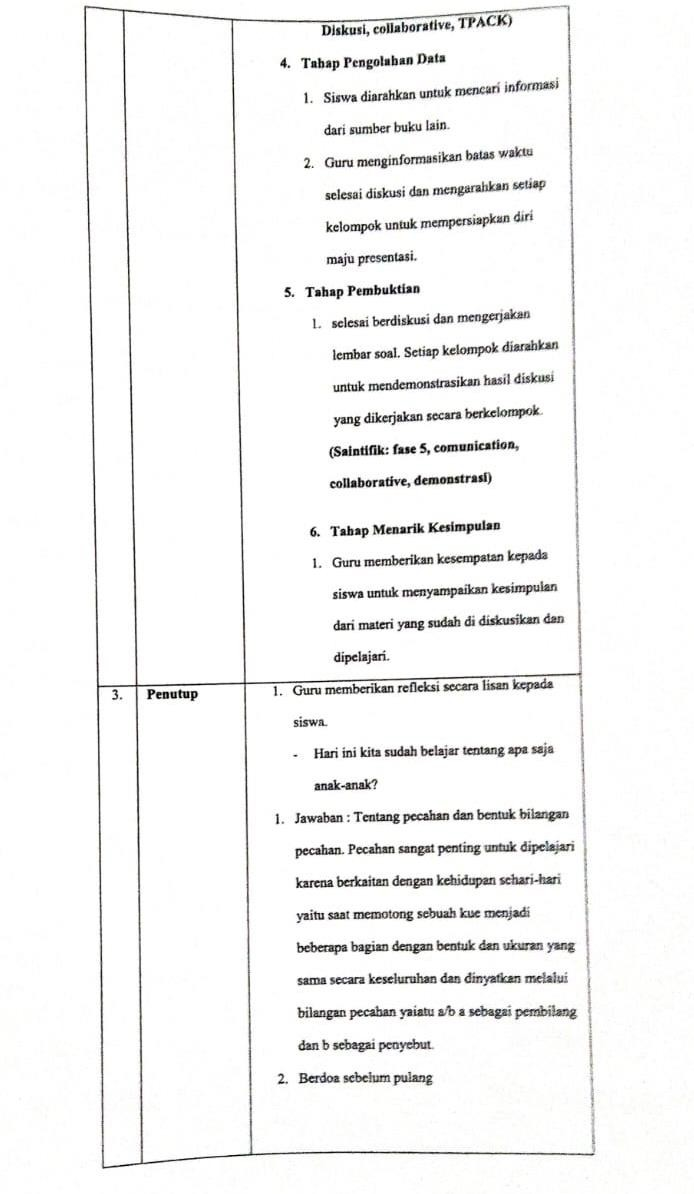 Diskusi, collaborative, TPACK)
4. Tahap Pengolahan Data
1. Siswa diarahkan untuk mencari informasi
dari sumber buku lain.
2. Guru menginformasikan batas waktu
selesai diskusi dan mengarahkan setiap
kelompok untuk mempersiapkan diri
maju presentasi.
5. Tahap Pembuktian
1. selesai berdiskusi dan mengerjakan
lembar soal. Setiap kelompok diarahkan
untuk mendemonstrasikan hasil diskusi
yang dikerjakan secara berkelompok.
(Saintifik: fase 5, comunication,
collaborative, demonstrasi)
6. Tahap Menarik Kesimpulan
1. Guru memberikan kesempatan kepada
siswa untuk menyampaikan kesimpulan
dari materi yang sudah di diskusikan dan
dipelajari.
3. Penutup 1. Guru memberikan refleksi secara lisan kepada
siswa.
- Hari ini kita sudah belajar tentang apa saja
anak-anak?
1. Jawaban : Tentang pecahan dan bentuk bilangan
pecahan. Pecahan sangat penting untuk dipelajari
karena berkaitan dengan kehidupan sehari-hari
yaitu saat memotong sebuah kue menjadi
beberapa bagian dengan bentuk dan ukuran yang
sama secara keseluruhan dan dinyatkan melalui
bilangan pecahan yaiatu a/b a sebagai pembilang
dan b sebagai penyebut.
2. Berdoa sebelum pulang